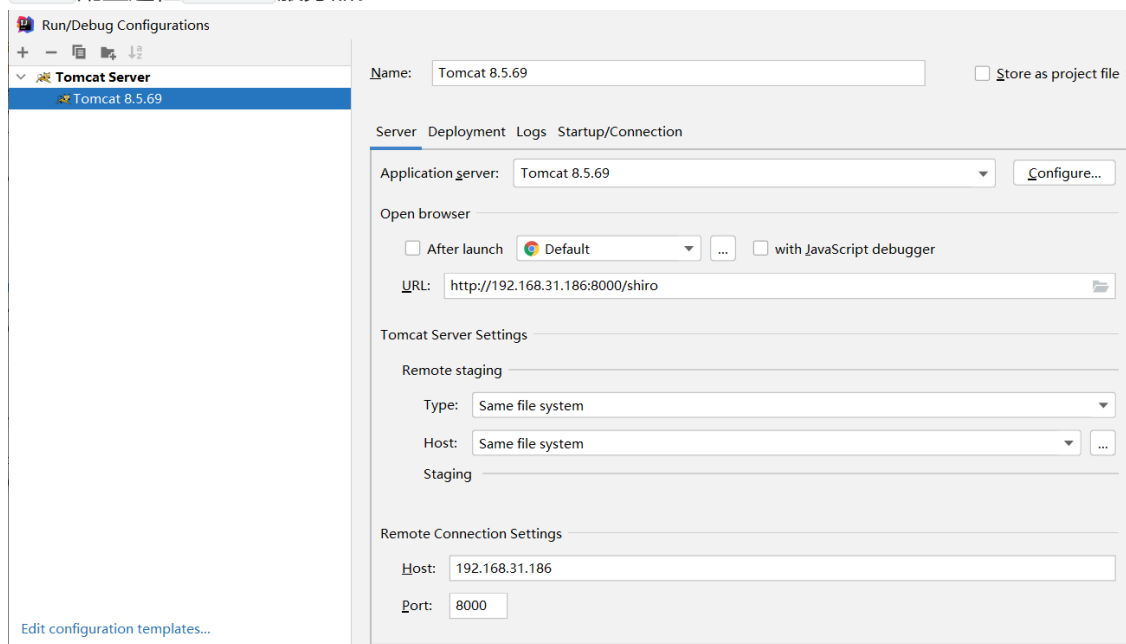 Run/Debug Configurations
Tomcat Server
Tomcat 8.5.69
Edit configuration templates...
Name: Tomcat 8.5.69 Store as project file
Server Deployment Logs Startup/Connection
Application server: Tomcat 8.5.69 Configure...
Open browser
After launch Default ... with JavaScript debugger
URL: http://192.168.31.186:8000/shiro
Tomcat Server Settings
Remote staging
Type: Same file system
Host: Same file system ...
Staging
Remote Connection Settings
Host: 192.168.31.186
Port: 8000